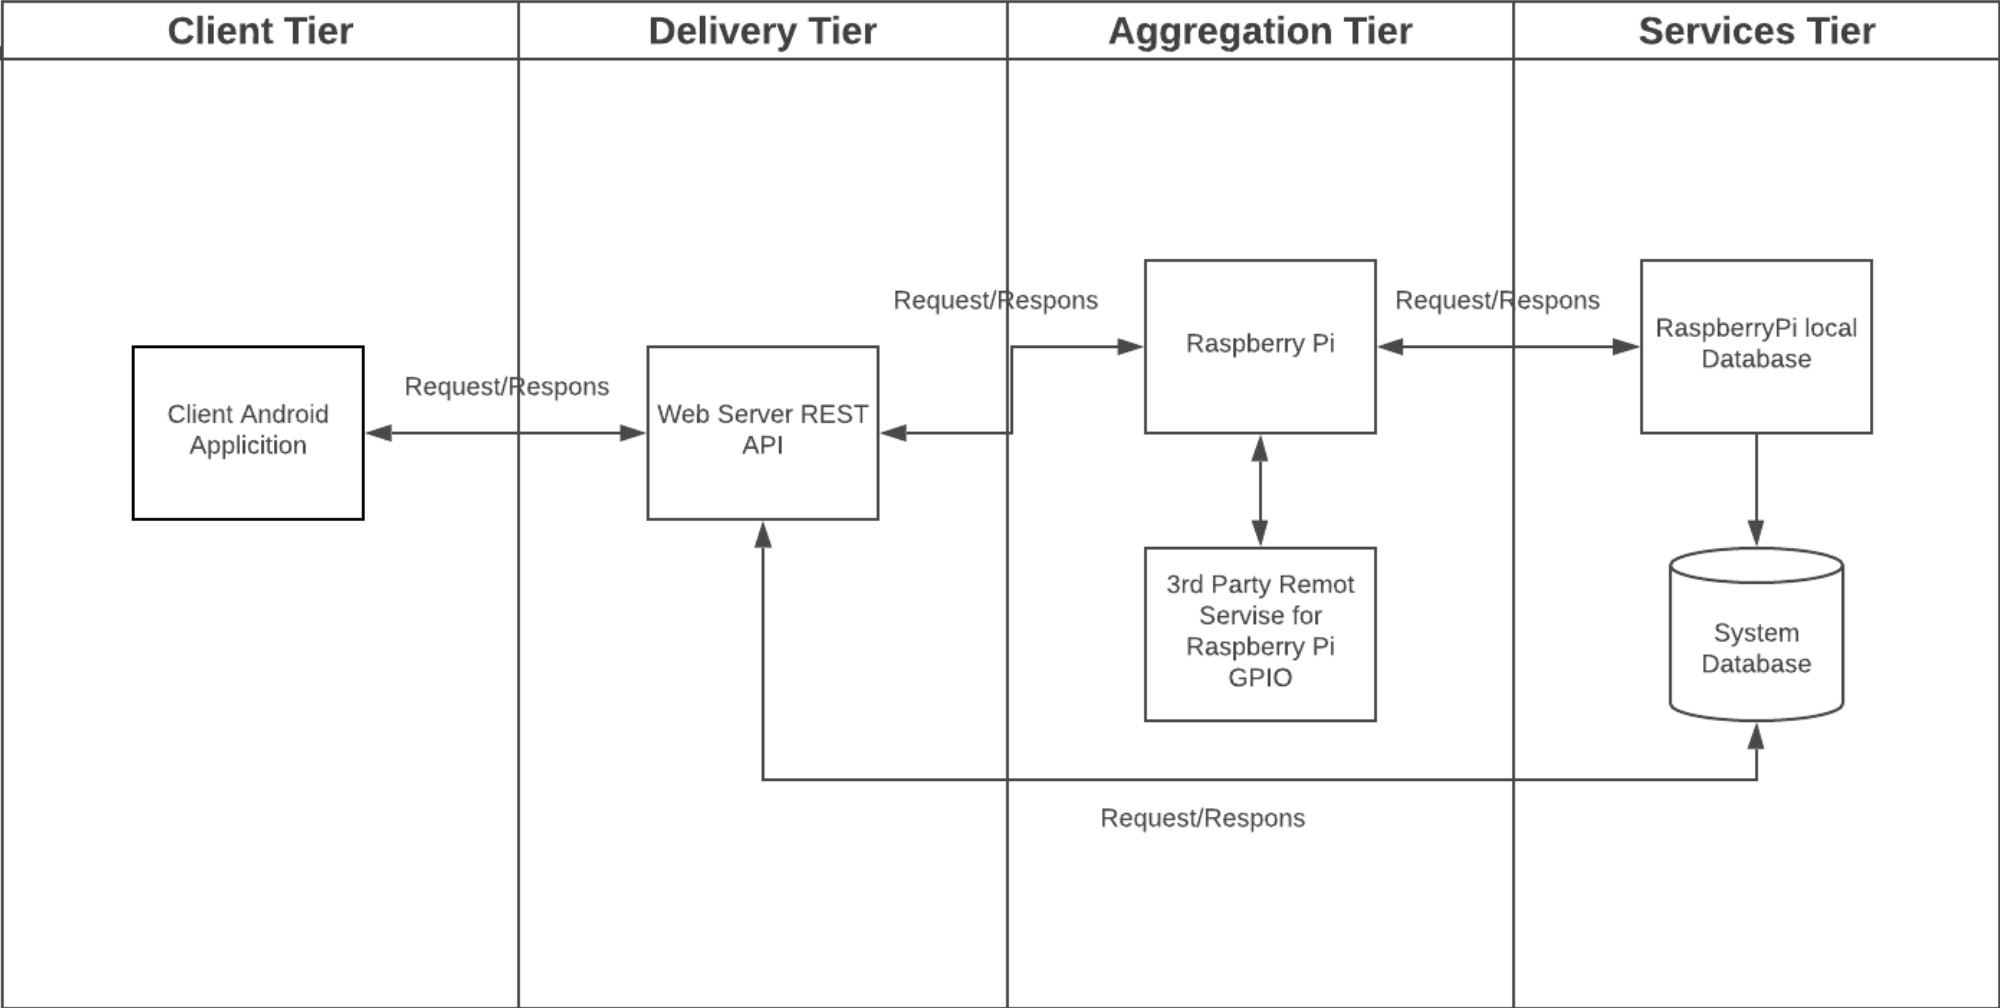 Client Tier
Delivery Tier
Aggregation Tier
Services Tier
Client Android
Applicition
Request/Respons
Web Server REST
API
Request/Respons
Raspberry Pi
Request/Respons
RaspberryPi local
Database
3rd Party Remot
Servise for
Raspberry Pi
GPIO
System
Database
Request/Respons